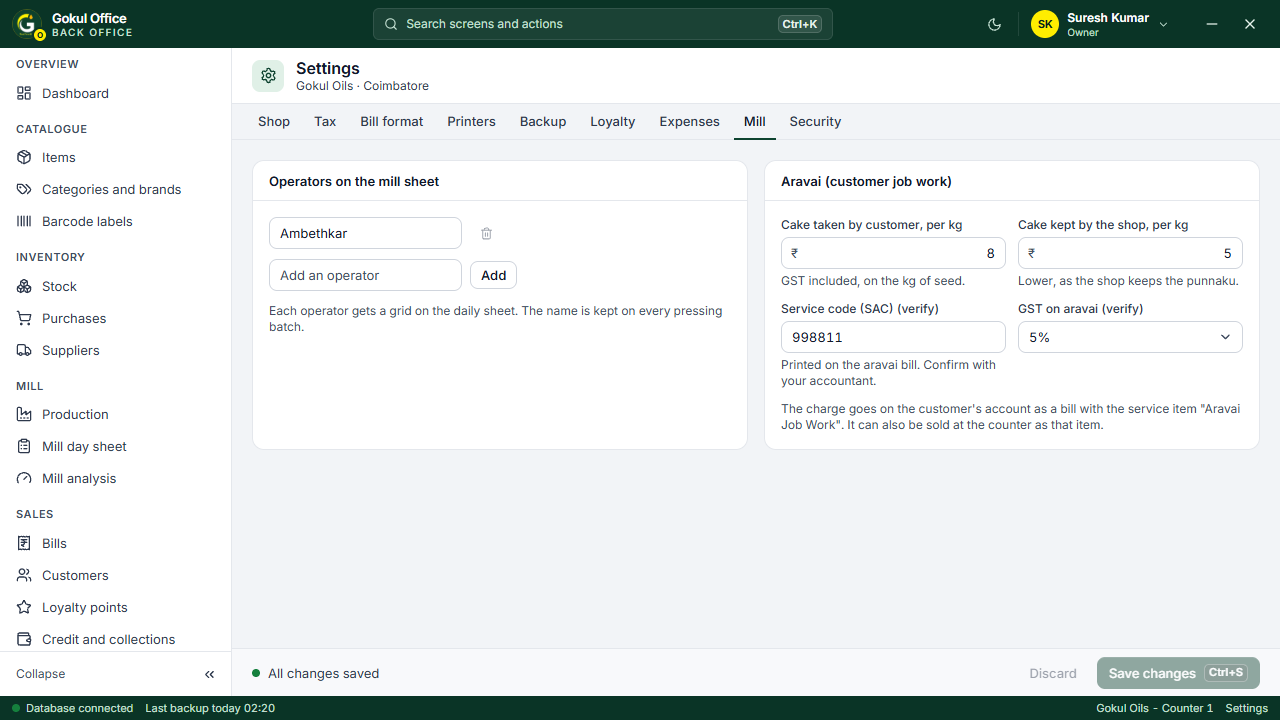 Gokul Office
BACK OFFICE
Search screens and actions
Ctrl+K
SK
Suresh Kumar
Owner
OVERVIEW
Dashboard
CATALOGUE
Items
Categories and brands
Barcode labels
INVENTORY
Stock
Purchases
Suppliers
MILL
Production
Mill day sheet
Mill analysis
SALES
Bills
Customers
Loyalty points
Credit and collections
Collapse
Settings
Gokul Oils · Coimbatore
Shop Tax Bill format Printers Backup Loyalty Expenses Mill Security
Operators on the mill sheet
Ambethkar
Add an operator
Add
Each operator gets a grid on the daily sheet. The name is kept on every pressing
batch.
Aravai (customer job work)
Cake taken by customer, per kg
₹ 8
GST included, on the kg of seed.
Cake kept by the shop, per kg
₹ 5
Lower, as the shop keeps the punnaku.
Service code (SAC) (verify)
998811
Printed on the aravai bill. Confirm with
your accountant.
GST on aravai (verify)
5%
The charge goes on the customer's account as a bill with the service item "Aravai
Job Work". It can also be sold at the counter as that item.
All changes saved
Discard
Save changes Ctrl+S
Database connected
Last backup today 02:20
Gokul Oils - Counter 1
Settings